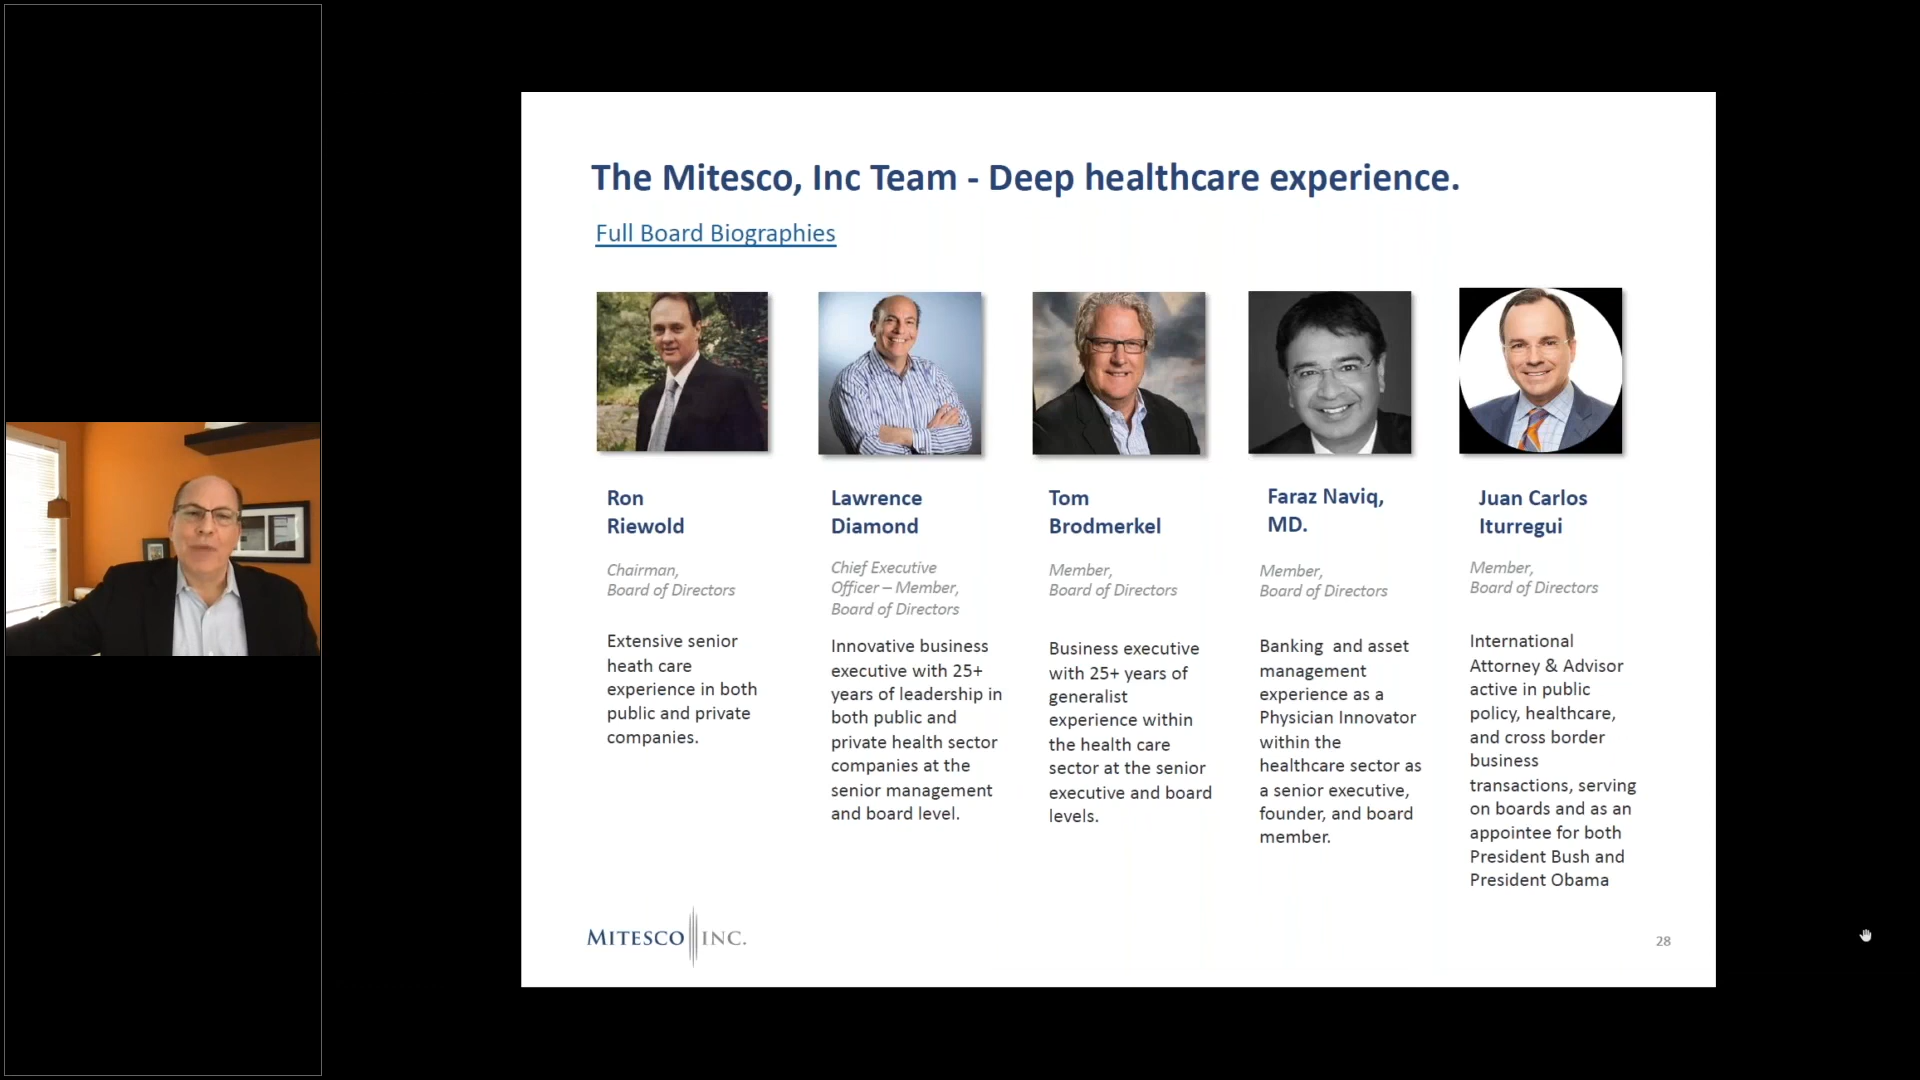 The Mitesco, Inc Team - Deep healthcare experience.
Full Board Biographies
Ron
Riewold
Chairman,
Board of Directors
Extensive senior
heath care
experience in both
public and private
companies.
Lawrence
Diamond
Chief Executive
Officer – Member,
Board of Directors
Innovative business
executive with 25+
years of leadership in
both public and
private health sector
companies at the
senior management
and board level.
Tom
Brodmerkel
Member,
Board of Directors
Business executive
with 25+ years of
generalist
experience within
the health care
sector at the senior
executive and board
levels.
Faraz Naviq,
MD.
Member,
Board of Directors
Banking and asset
management
experience as a
Physician Innovator
within the
healthcare sector as
a senior executive,
founder, and board
member.
Juan Carlos
Iturregui
Member,
Board of Directors
International
Attorney & Advisor
active in public
policy, healthcare,
and cross border
business
transactions, serving
on boards and as an
appointee for both
President Bush and
President Obama
MITESCO INC.
28